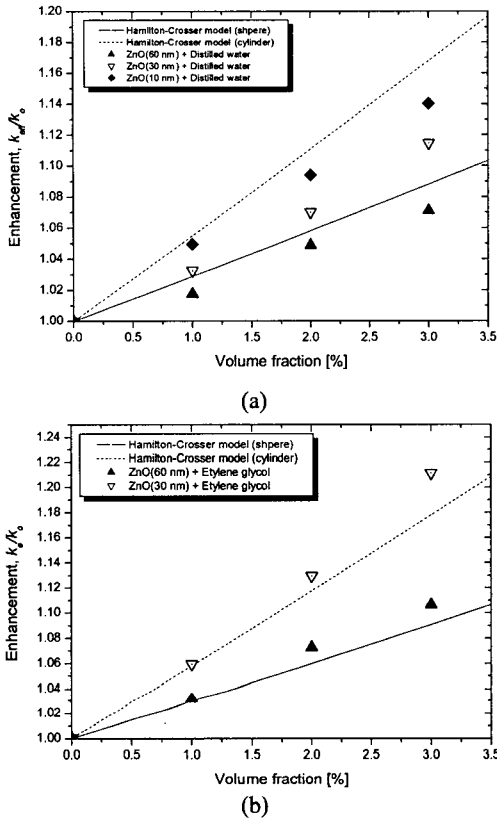 1.20
1.18
1.16
1.14
1.12
1.10
1.08
1.06
1.04
1.02
1.00
Enhancement, k_eff/k_o
Hamilton-Crosser model (shpere)
Hamilton-Crosser model (cylinder)
ZnO(60 nm) + Distilled water
ZnO(30 nm) + Distilled water
ZnO(10 nm) + Distilled water
0.0 0.5 1.0 1.5 2.0 2.5 3.0 3.5
Volume fraction [%]
(a)
1.24
1.22
1.20
1.18
1.16
1.14
1.12
1.10
1.08
1.06
1.04
1.02
1.00
Enhancement, k_e/k_o
Hamilton-Crosser model (shpere)
Hamilton-Crosser model (cylinder)
ZnO(60 nm) + Etylene glycol
ZnO(30 nm) + Etylene glycol
0.0 0.5 1.0 1.5 2.0 2.5 3.0 3.5
Volume fraction [%]
(b)